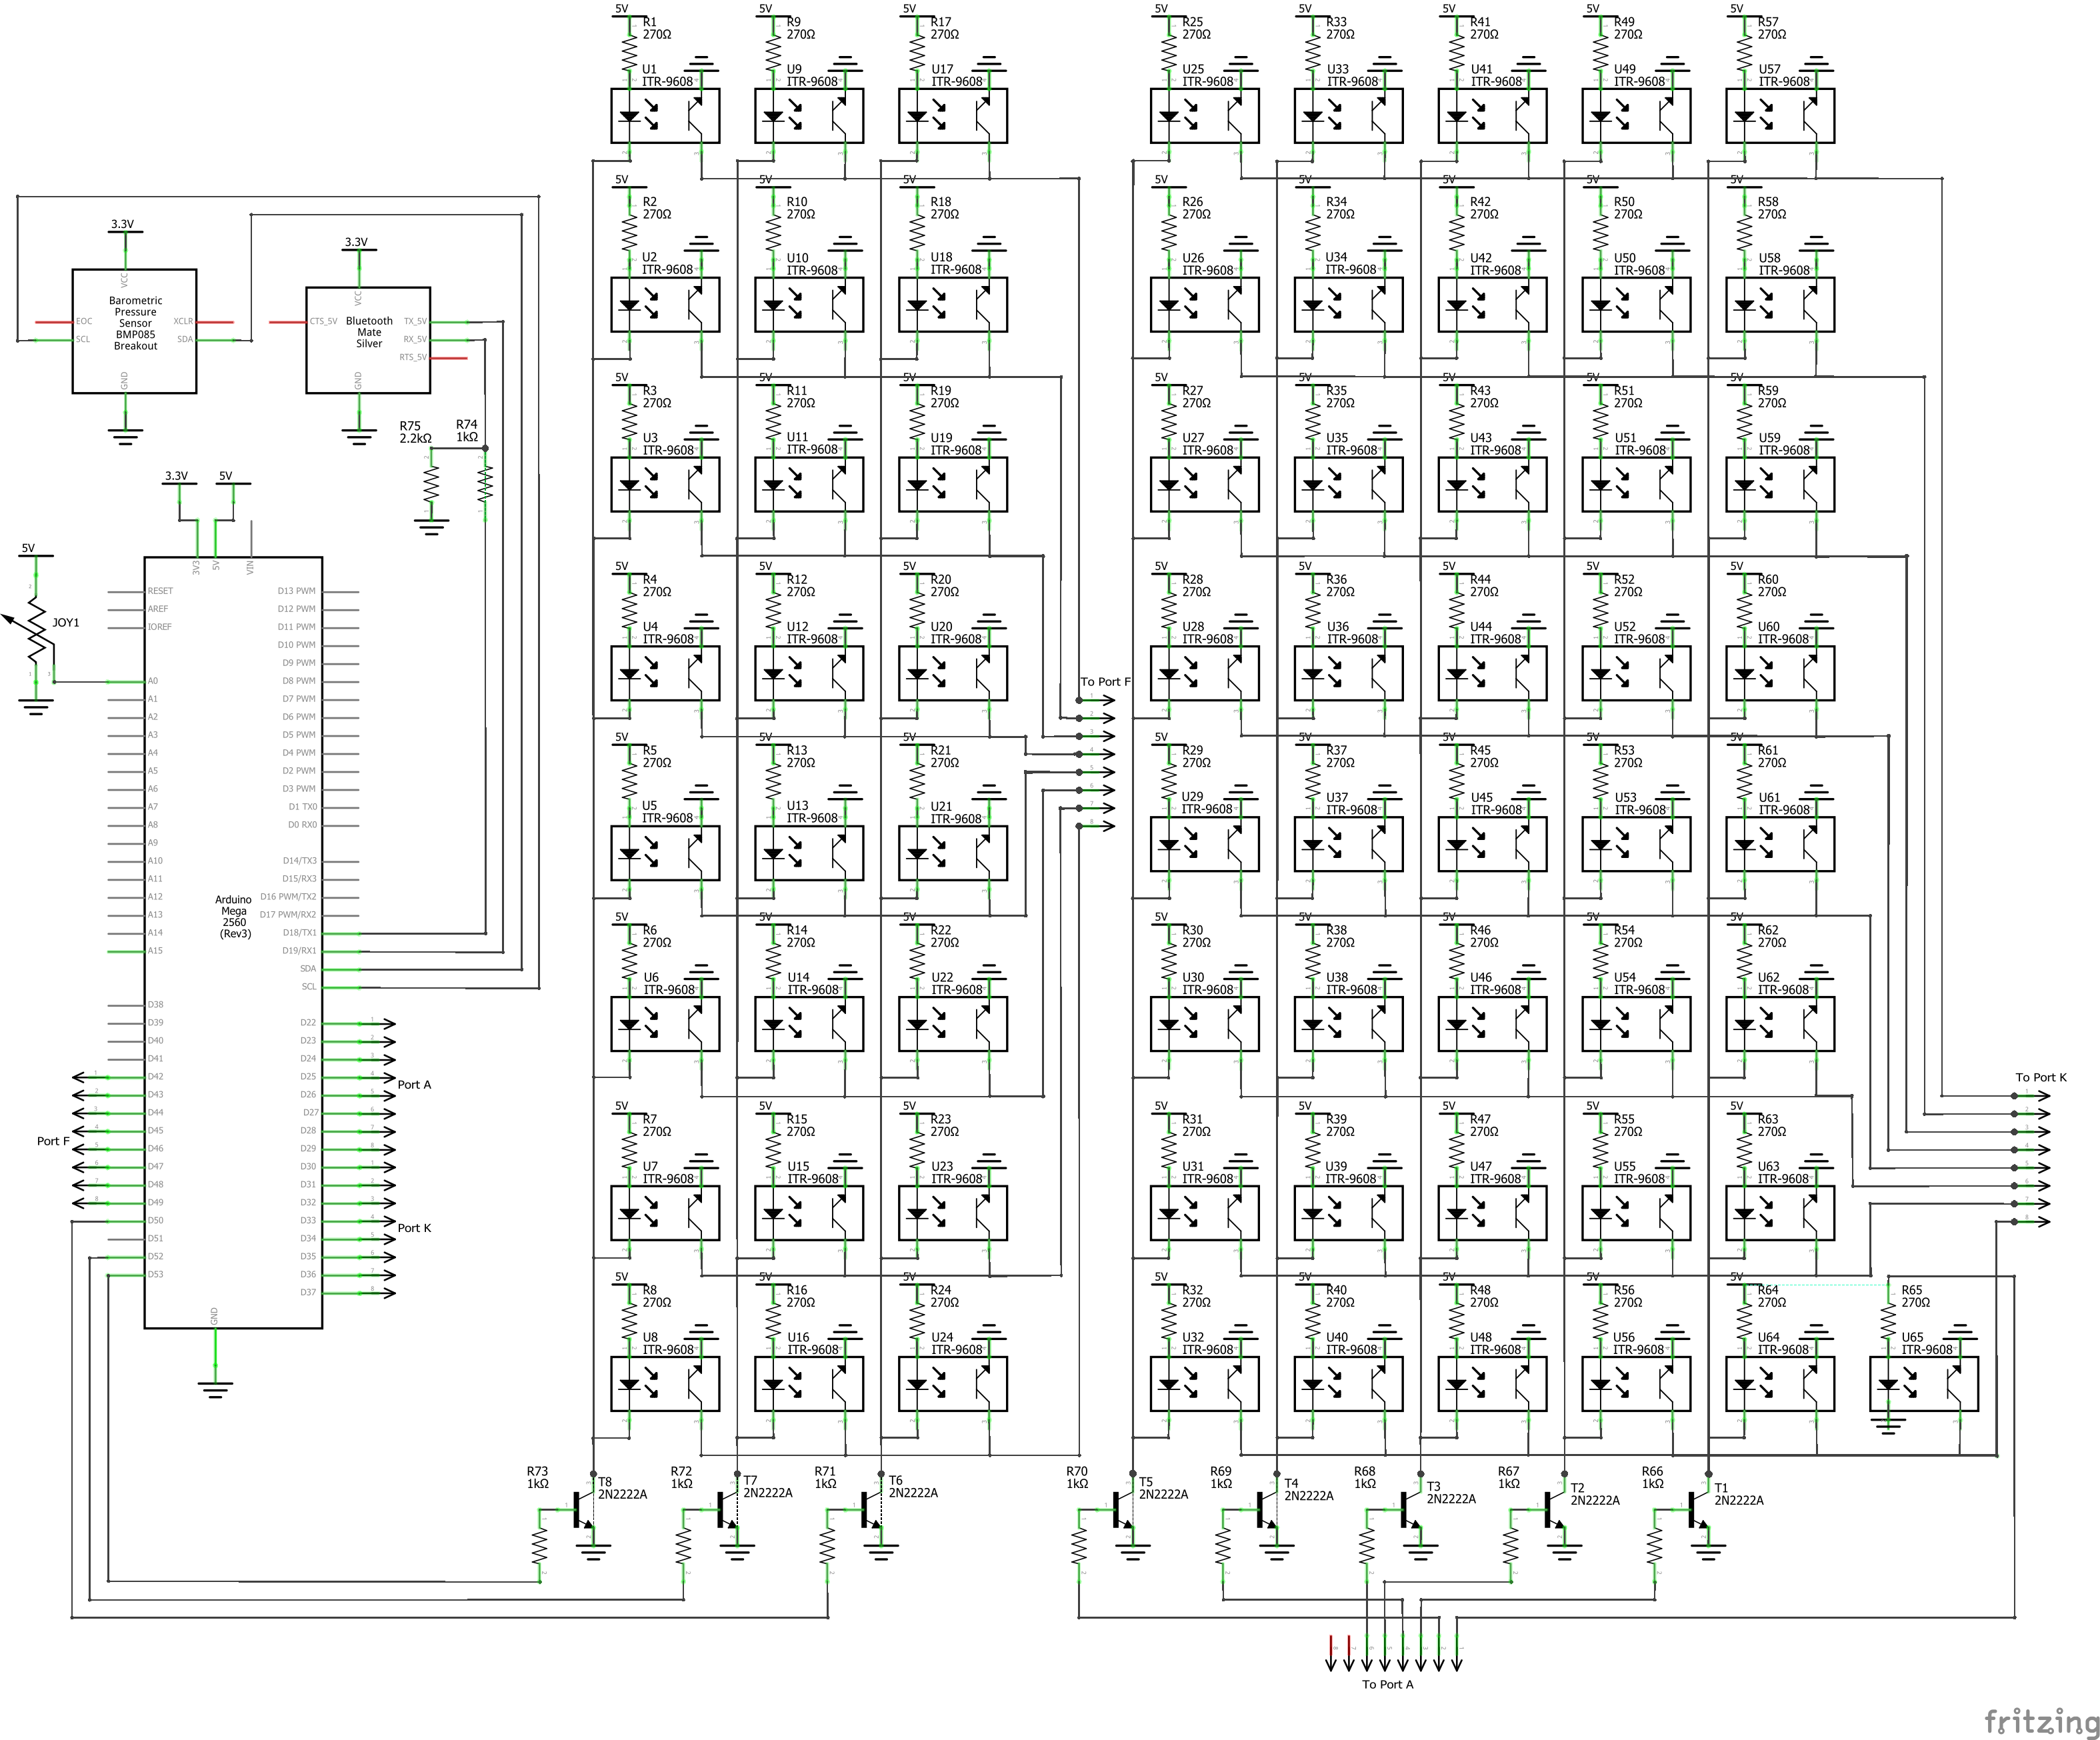 5V 5V 5V 5V 5V 5V 5V 5V
R1 R9 R17 R25 R33 R41 R49 R57
270Ω 270Ω 270Ω 270Ω 270Ω 270Ω 270Ω 270Ω
U1 U9 U17 U25 U33 U41 U49 U57
ITR-9608 ITR-9608 ITR-9608 ITR-9608 ITR-9608 ITR-9608 ITR-9608 ITR-9608
5V 5V 5V 5V 5V 5V 5V 5V
R2 R10 R18 R26 R34 R42 R50 R58
270Ω 270Ω 270Ω 270Ω 270Ω 270Ω 270Ω 270Ω
U2 U10 U18 U26 U34 U42 U50 U58
ITR-9608 ITR-9608 ITR-9608 ITR-9608 ITR-9608 ITR-9608 ITR-9608 ITR-9608
5V 5V 5V 5V 5V 5V 5V 5V
R3 R11 R19 R27 R35 R43 R51 R59
270Ω 270Ω 270Ω 270Ω 270Ω 270Ω 270Ω 270Ω
U3 U11 U19 U27 U35 U43 U51 U59
ITR-9608 ITR-9608 ITR-9608 ITR-9608 ITR-9608 ITR-9608 ITR-9608 ITR-9608
5V 5V 5V 5V 5V 5V 5V 5V
R4 R12 R20 R28 R36 R44 R52 R60
270Ω 270Ω 270Ω 270Ω 270Ω 270Ω 270Ω 270Ω
U4 U12 U20 U28 U36 U44 U52 U60
ITR-9608 ITR-9608 ITR-9608 ITR-9608 ITR-9608 ITR-9608 ITR-9608 ITR-9608
5V 5V 5V 5V 5V 5V 5V 5V
R5 R13 R21 R29 R37 R45 R53 R61
270Ω 270Ω 270Ω 270Ω 270Ω 270Ω 270Ω 270Ω
U5 U13 U21 U29 U37 U45 U53 U61
ITR-9608 ITR-9608 ITR-9608 ITR-9608 ITR-9608 ITR-9608 ITR-9608 ITR-9608
5V 5V 5V 5V 5V 5V 5V 5V
R6 R14 R22 R30 R38 R46 R54 R62
270Ω 270Ω 270Ω 270Ω 270Ω 270Ω 270Ω 270Ω
U6 U14 U22 U30 U38 U46 U54 U62
ITR-9608 ITR-9608 ITR-9608 ITR-9608 ITR-9608 ITR-9608 ITR-9608 ITR-9608
5V 5V 5V 5V 5V 5V 5V 5V
R7 R15 R23 R31 R39 R47 R55 R63
270Ω 270Ω 270Ω 270Ω 270Ω 270Ω 270Ω 270Ω
U7 U15 U23 U31 U39 U47 U55 U63
ITR-9608 ITR-9608 ITR-9608 ITR-9608 ITR-9608 ITR-9608 ITR-9608 ITR-9608
5V 5V 5V 5V 5V 5V 5V 5V
R8 R16 R24 R32 R40 R48 R56 R64 R65
270Ω 270Ω 270Ω 270Ω 270Ω 270Ω 270Ω 270Ω 270Ω
U8 U16 U24 U32 U40 U48 U56 U64 U65
ITR-9608 ITR-9608 ITR-9608 ITR-9608 ITR-9608 ITR-9608 ITR-9608 ITR-9608 ITR-9608
To Port F
To Port K
R73 R72 R71 R70 R69 R68 R67 R66
1kΩ 1kΩ 1kΩ 1kΩ 1kΩ 1kΩ 1kΩ 1kΩ
T8 T7 T6 T5 T4 T3 T2 T1
2N2222A 2N2222A 2N2222A 2N2222A 2N2222A 2N2222A 2N2222A 2N2222A
To Port A
3.3V
VCC
Barometric
Pressure
Sensor
BMP085
Breakout
EOC
SCL
XCLR
SDA
GND
3.3V
VCC
Bluetooth
Mate
Silver
CTS_5V
TX_5V
RX_5V
RTS_5V
GND
R75
2.2kΩ
R74
1kΩ
3.3V 5V
3V3 5V VIN
5V
JOY1
RESET
AREF
IOREF
A0
A1
A2
A3
A4
A5
A6
A7
A8
A9
A10
A11
A12
A13
A14
A15
D38
D39
D40
D41
D42
D43
D44
D45
D46
D47
D48
D49
D50
D51
D52
D53
Port F
Arduino
Mega
2560
(Rev3)
D13 PWM
D12 PWM
D11 PWM
D10 PWM
D9 PWM
D8 PWM
D7 PWM
D6 PWM
D5 PWM
D4 PWM
D2 PWM
D3 PWM
D1 TX0
D0 RX0
D14/TX3
D15/RX3
D16 PWM/TX2
D17 PWM/RX2
D18/TX1
D19/RX1
SDA
SCL
D22
D23
D24
D25
D26
D27
D28
D29
D30
D31
D32
D33
D34
D35
D36
D37
Port A
Port K
GND
fritzing